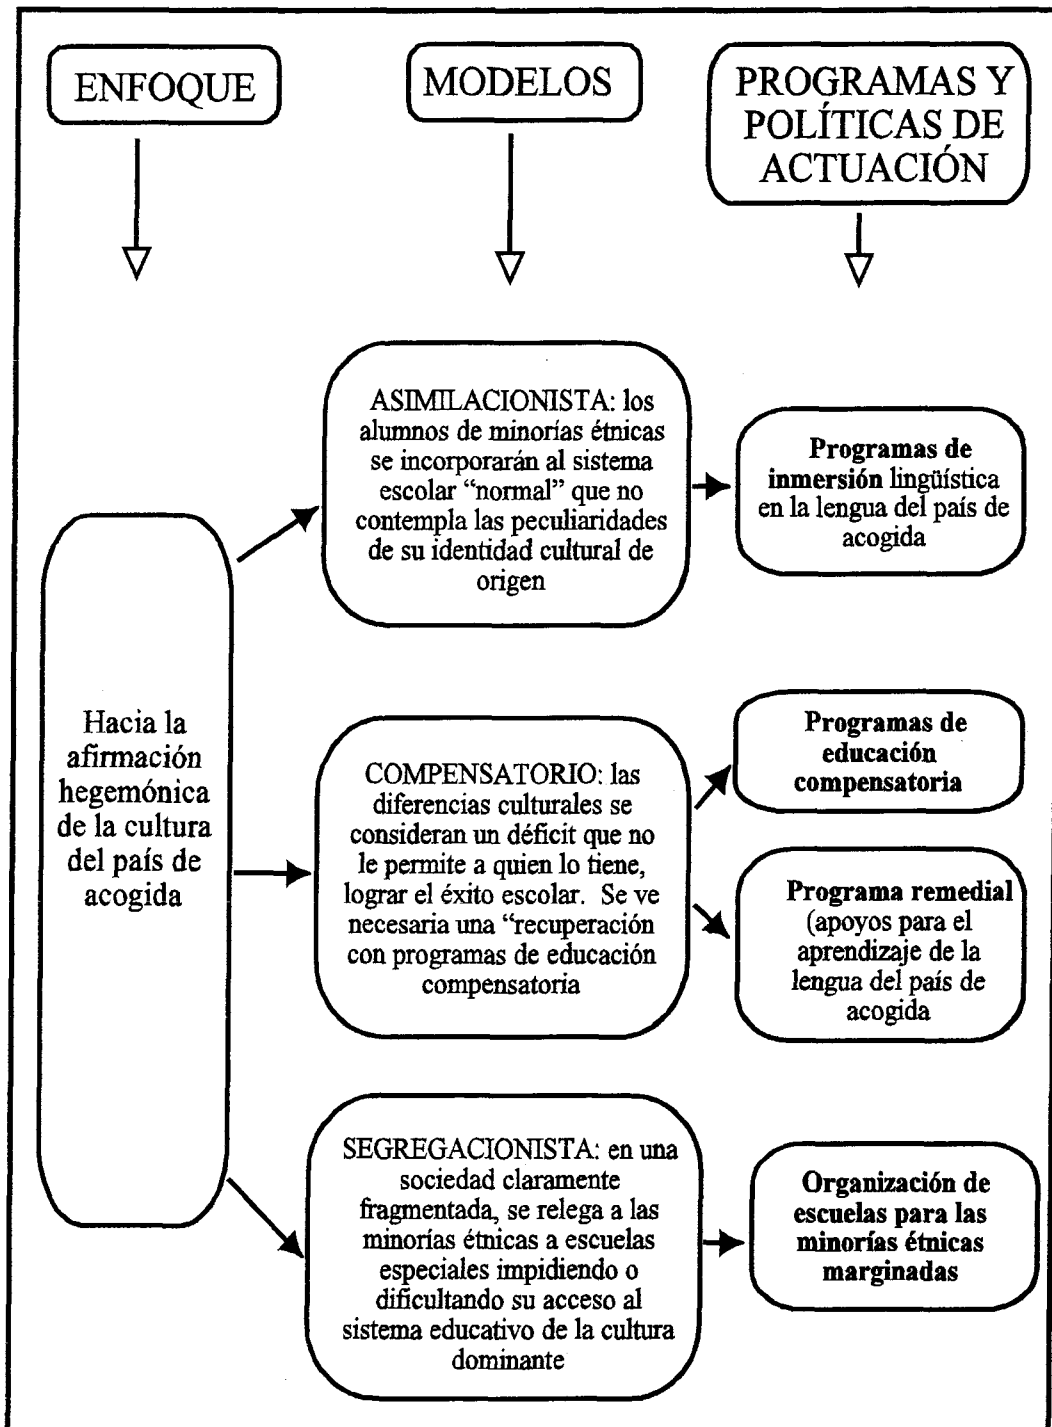 ENFOQUE
MODELOS
PROGRAMAS Y
POLÍTICAS DE
ACTUACIÓN
Hacia la
afirmación
hegemónica
de la cultura
del país de
acogida
ASIMILACIONISTA: los
alumnos de minorías étnicas
se incorporarán al sistema
escolar “normal” que no
contempla las peculiaridades
de su identidad cultural de
origen
Programas de
inmersión lingüística
en la lengua del país de
acogida
COMPENSATORIO: las
diferencias culturales se
consideran un déficit que no
le permite a quien lo tiene,
lograr el éxito escolar. Se ve
necesaria una “recuperación
con programas de educación
compensatoria
Programas de
educación
compensatoria
Programa remedial
(apoyos para el
aprendizaje de la
lengua del país de
acogida
SEGREGACIONISTA: en una
sociedad claramente
fragmentada, se relega a las
minorías étnicas a escuelas
especiales impidiendo o
dificultando su acceso al
sistema educativo de la cultura
dominante
Organización de
escuelas para las
minorías étnicas
marginadas